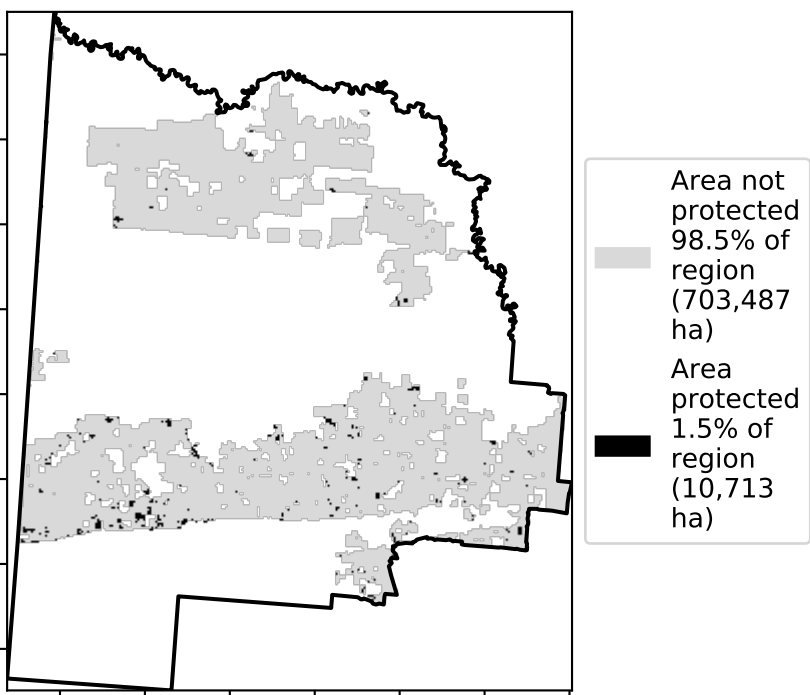 Area not
protected
98.5% of
region
(703,487
ha)
Area
protected
1.5% of
region
(10,713
ha)